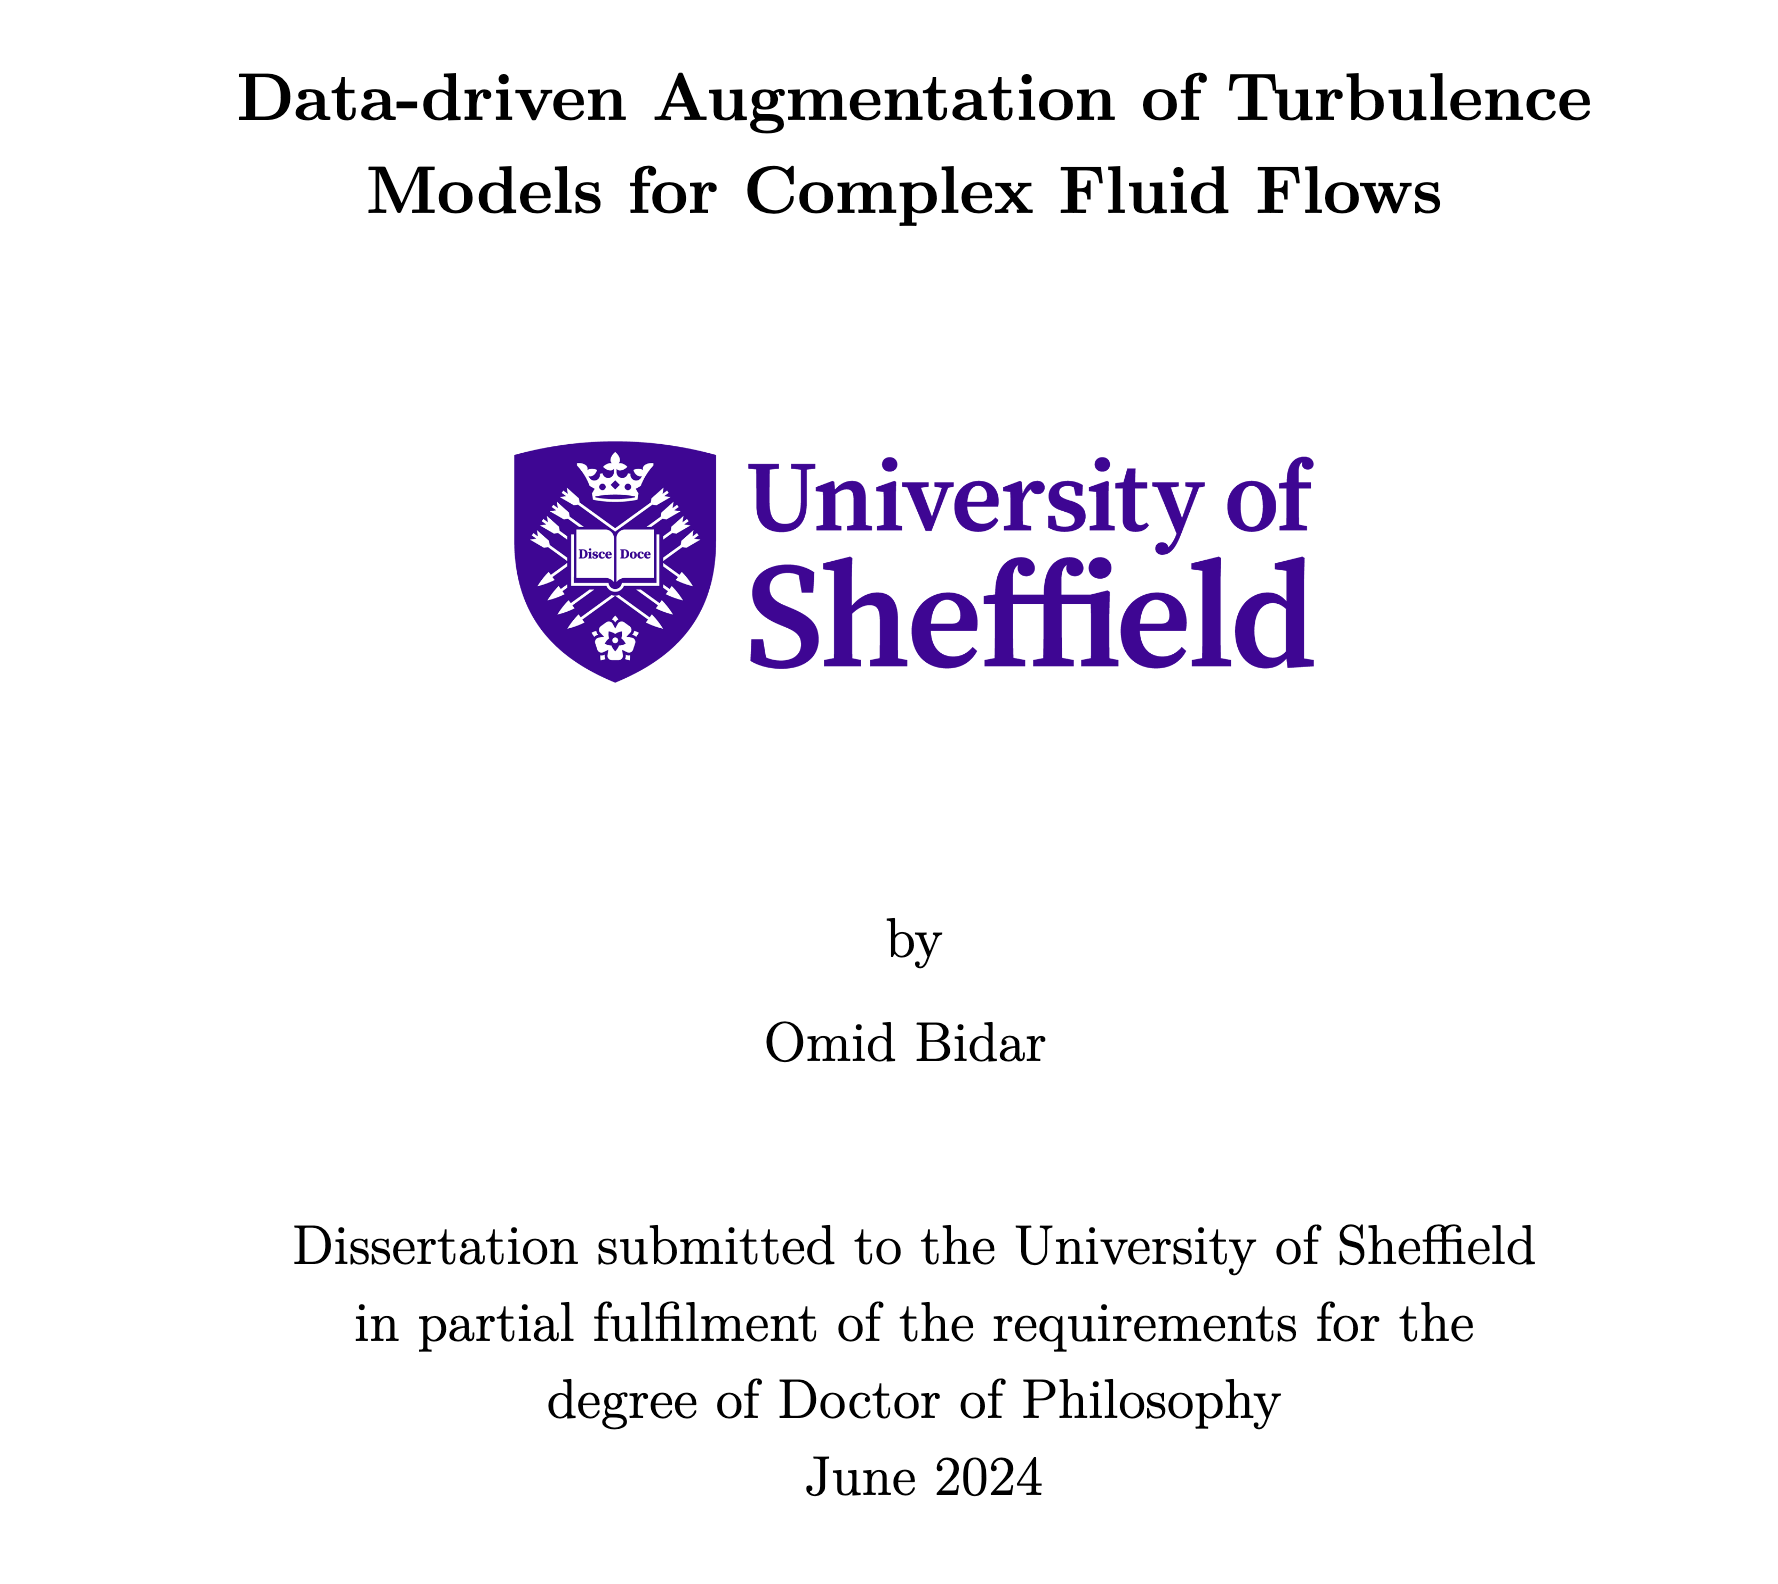 Data-driven Augmentation of Turbulence
Models for Complex Fluid Flows
Disce Doce
University of
Sheffield
by
Omid Bidar
Dissertation submitted to the University of Sheffield
in partial fulfilment of the requirements for the
degree of Doctor of Philosophy
June 2024